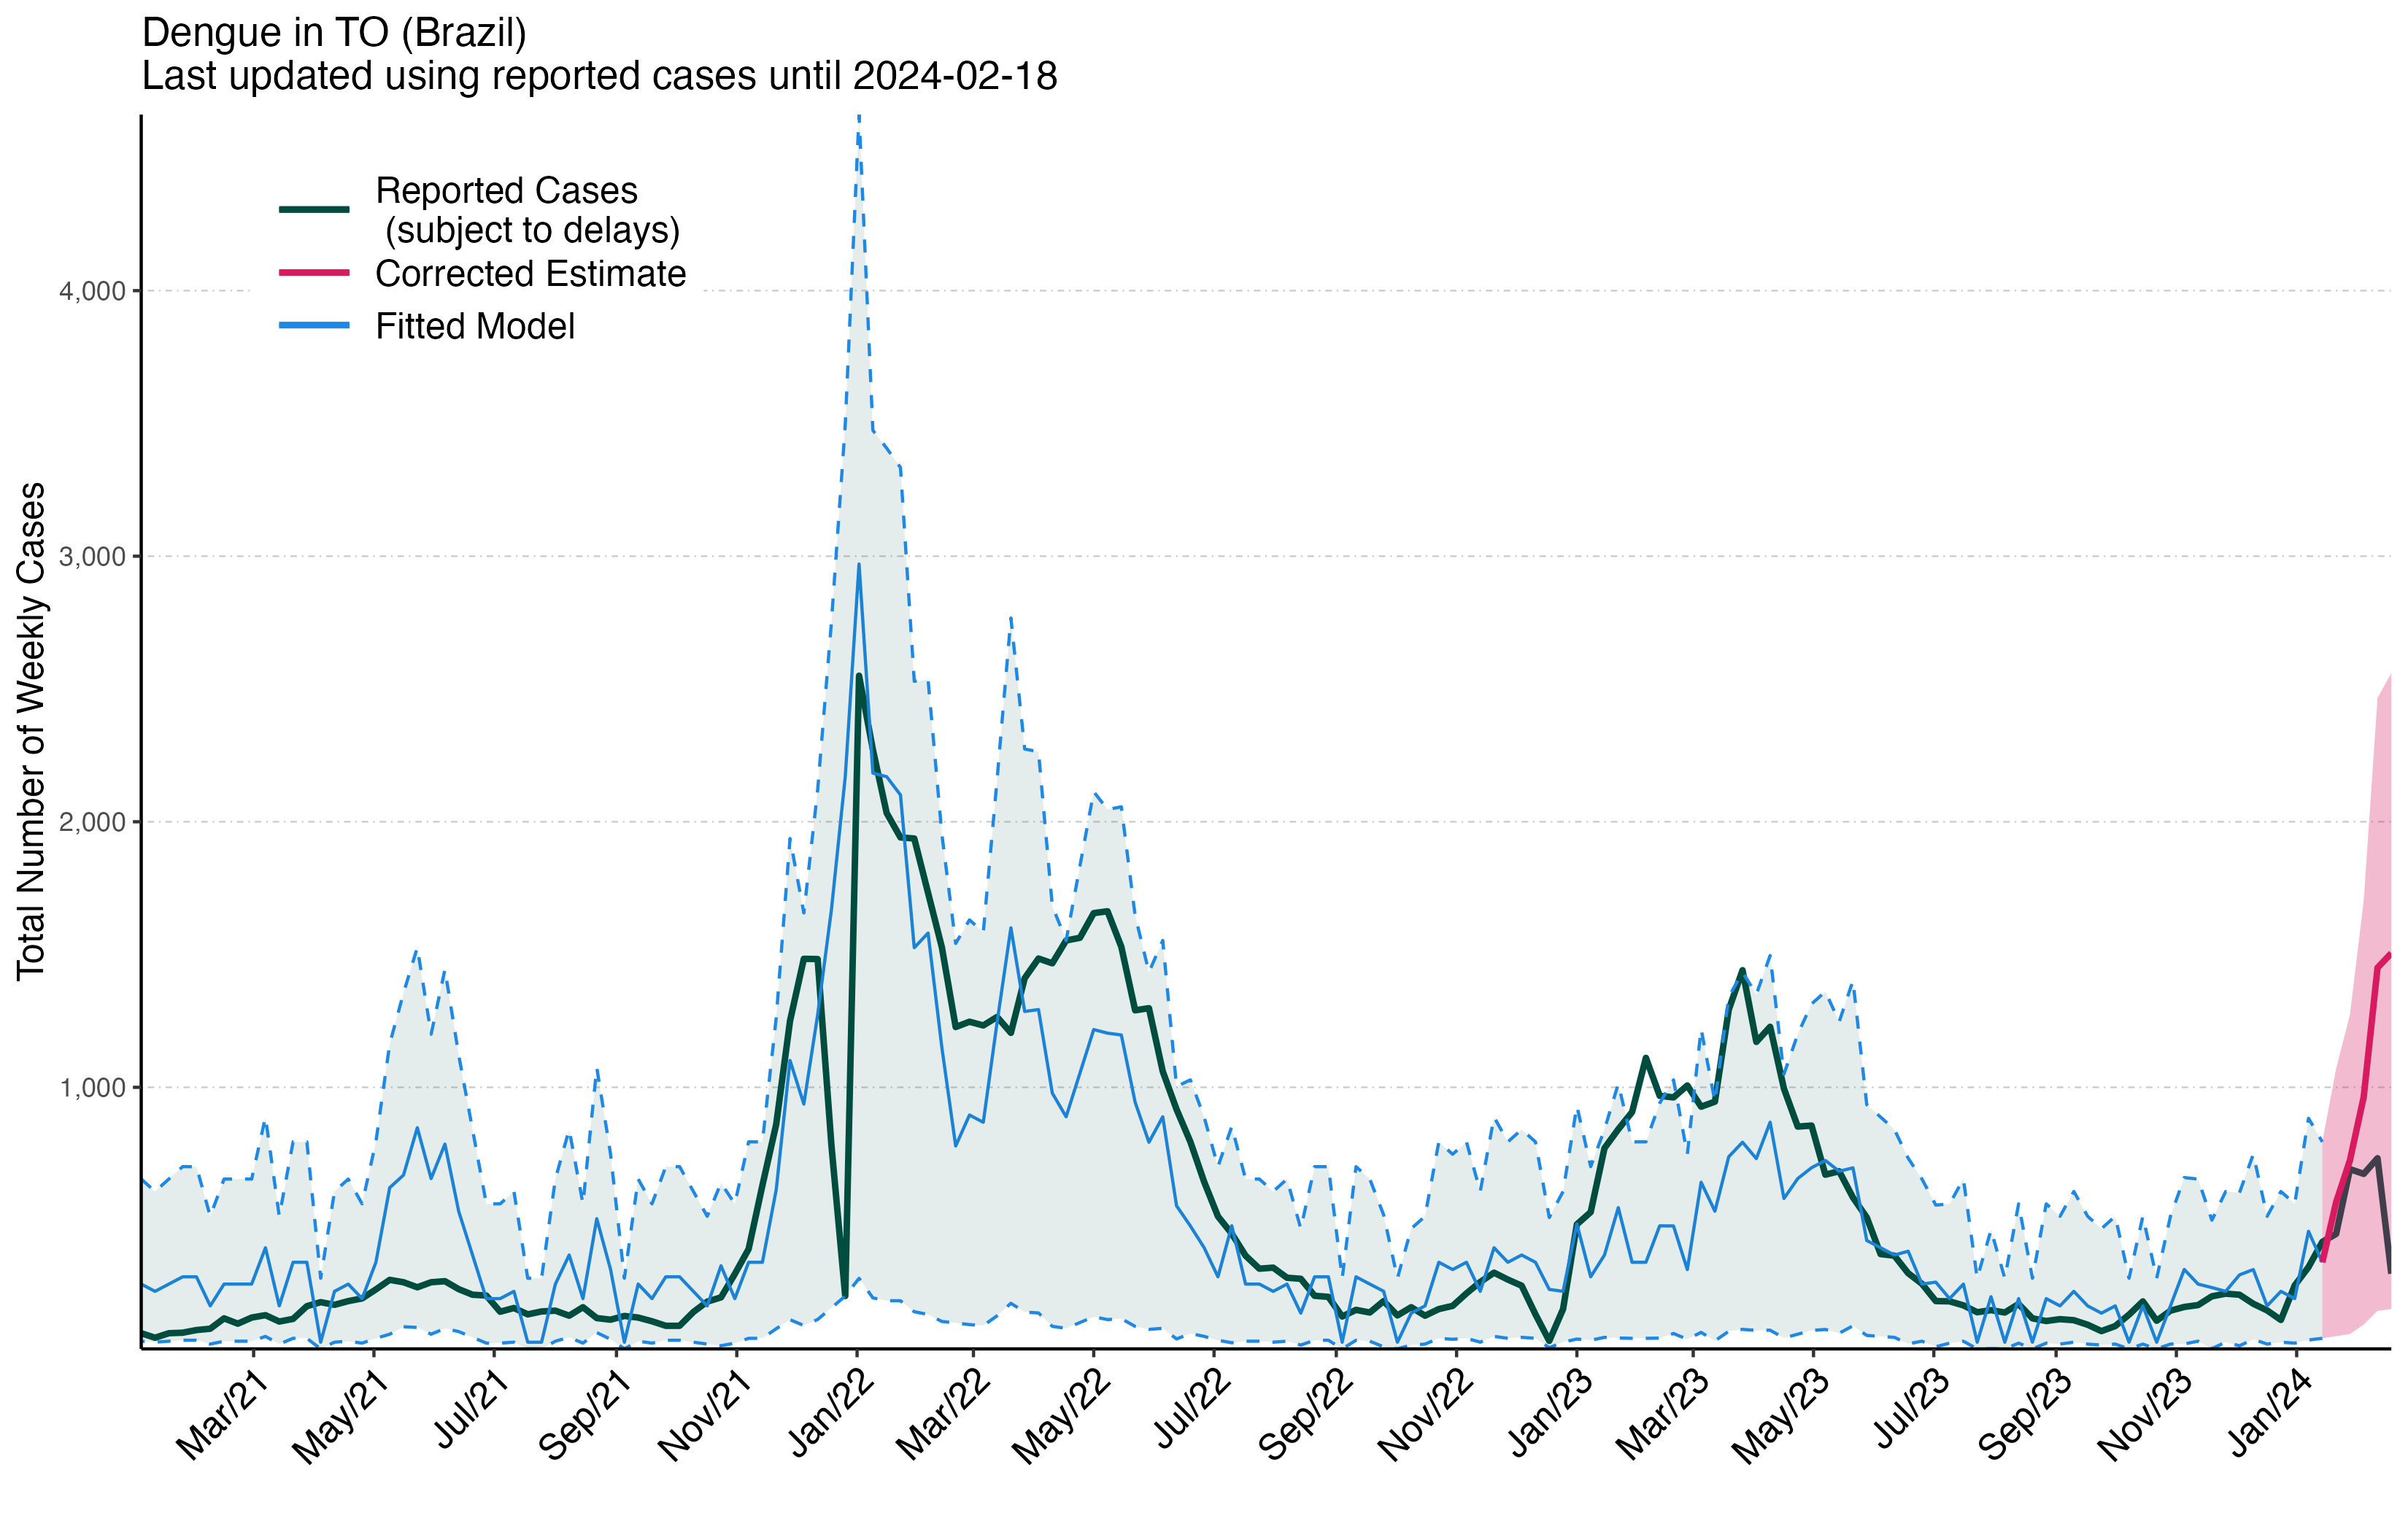 Dengue in TO (Brazil)
Last updated using reported cases until 2024-02-18
Reported Cases
(subject to delays)
Corrected Estimate
Fitted Model
Total Number of Weekly Cases
4,000
3,000
2,000
1,000
Mar/21
May/21
Jul/21
Sep/21
Nov/21
Jan/22
Mar/22
May/22
Jul/22
Sep/22
Nov/22
Jan/23
Mar/23
May/23
Jul/23
Sep/23
Nov/23
Jan/24